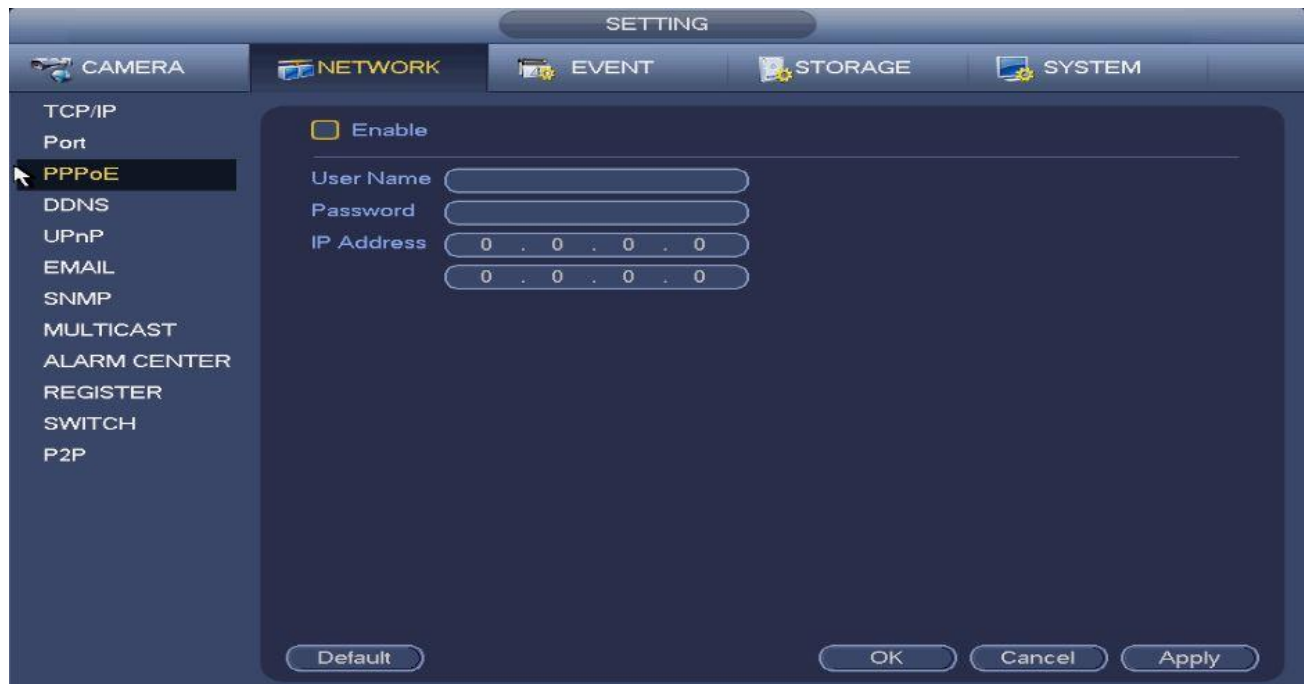 SETTING
CAMERA NETWORK EVENT STORAGE SYSTEM
TCP/IP
Port
PPPoE
DDNS
UPnP
EMAIL
SNMP
MULTICAST
ALARM CENTER
REGISTER
SWITCH
P2P
Enable
User Name
Password
IP Address 0 . 0 . 0 . 0
0 . 0 . 0 . 0
Default OK Cancel Apply